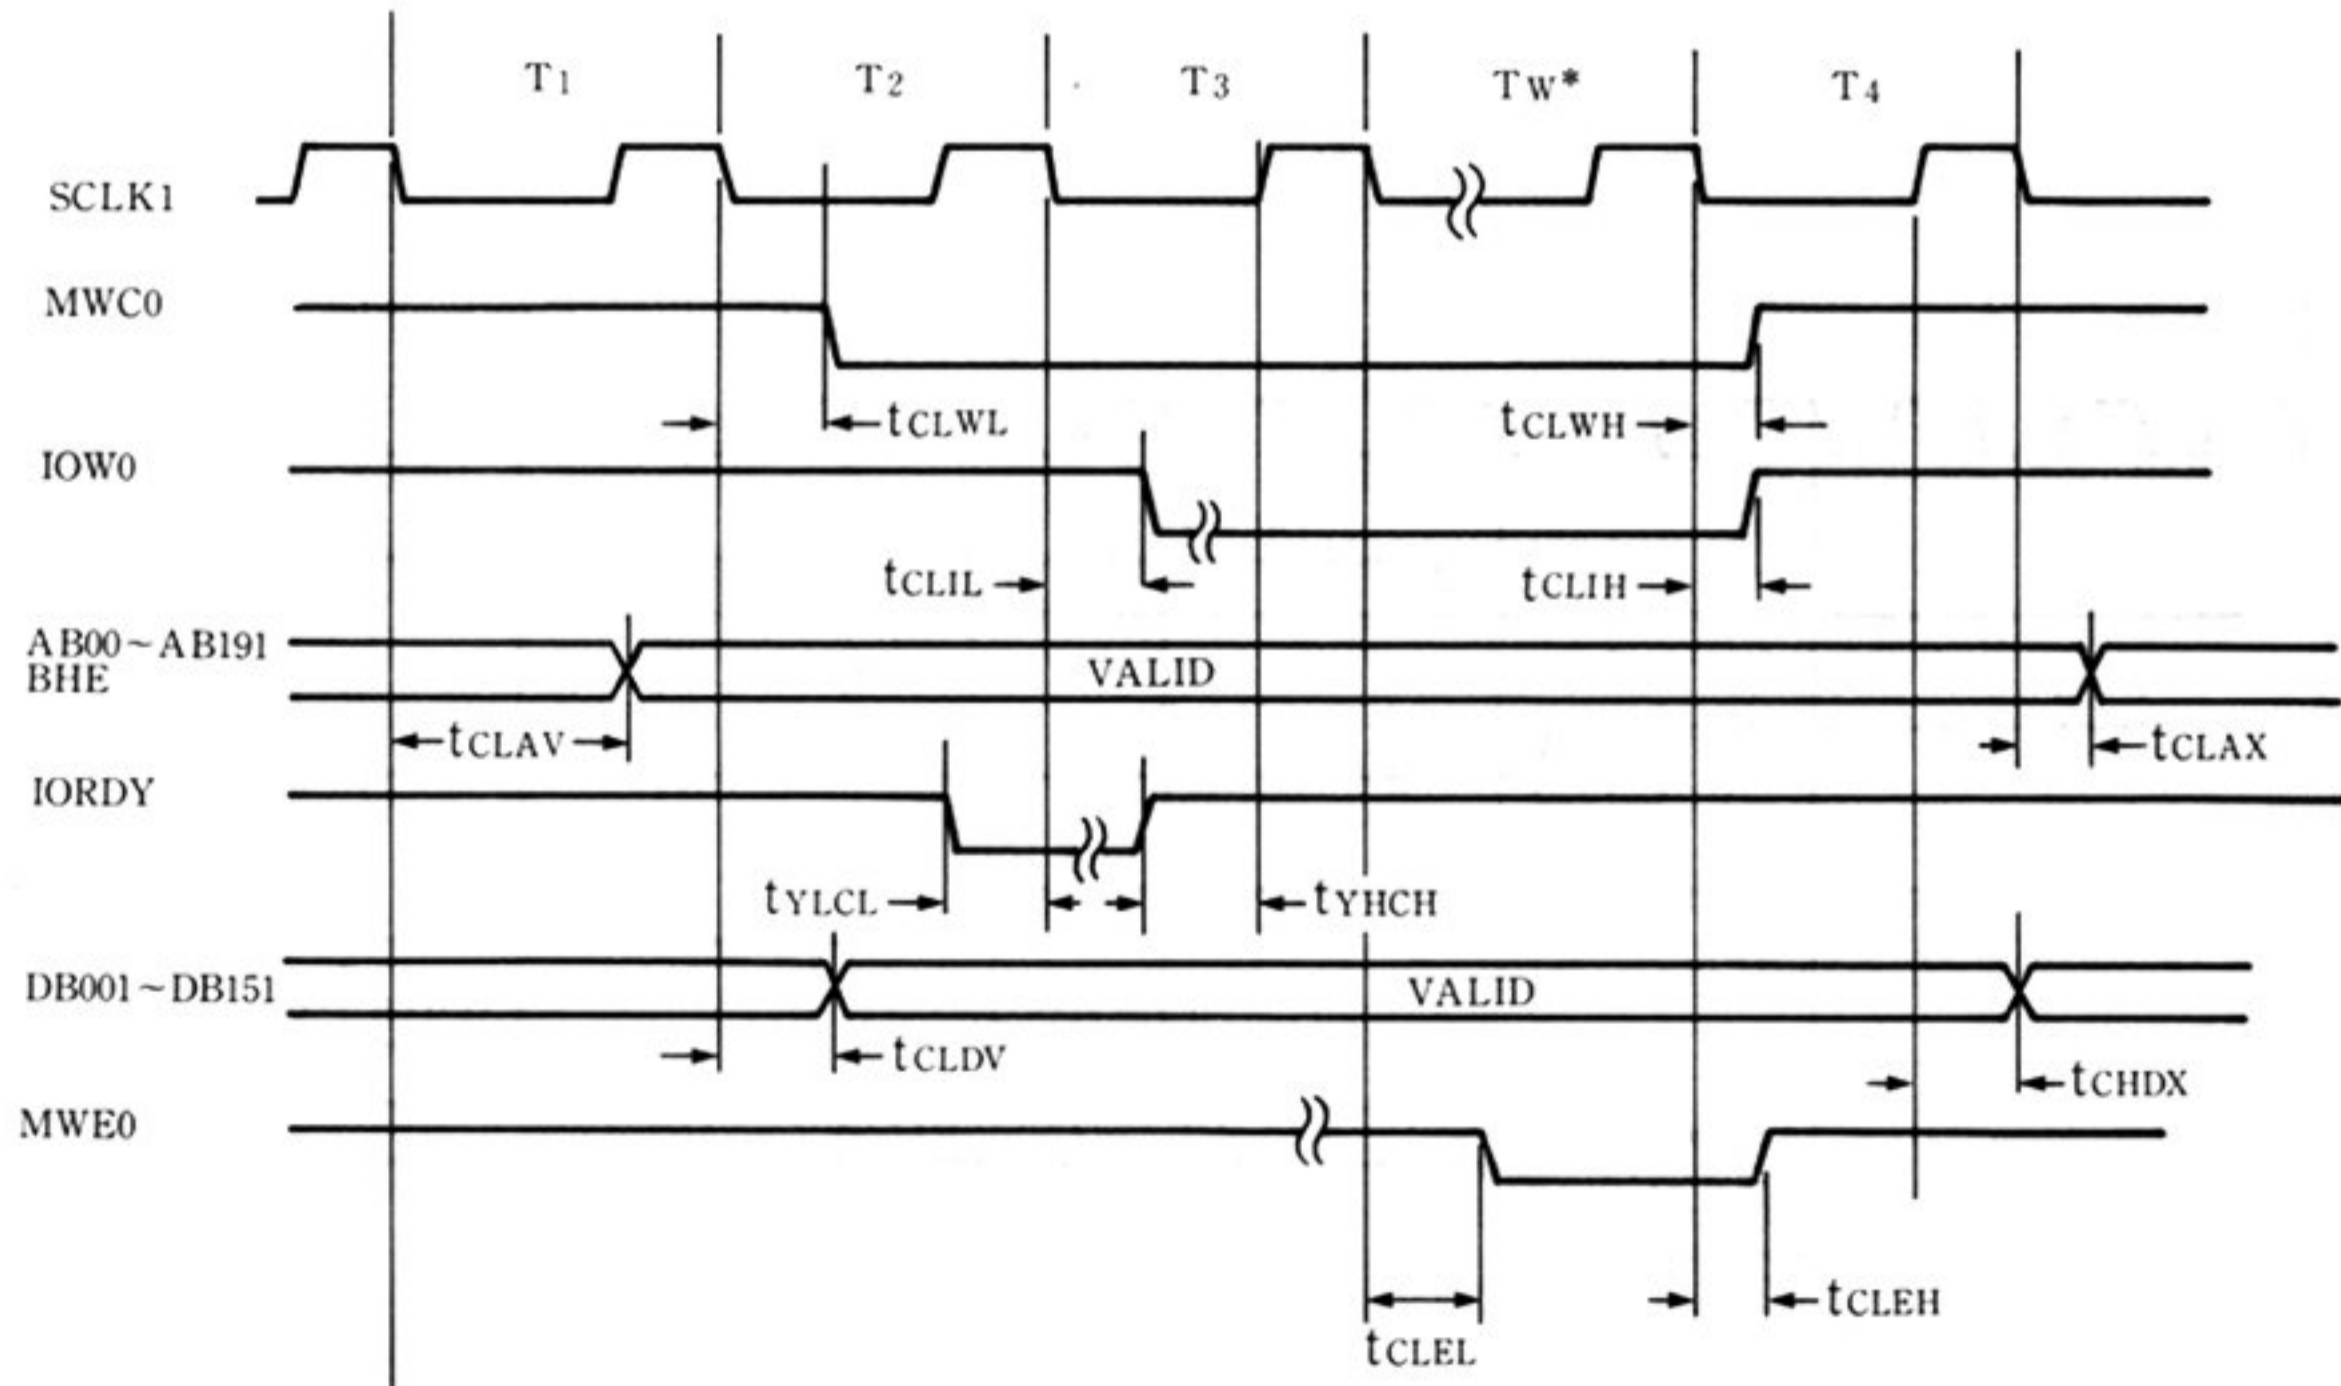 T1 T2 T3 TW* T4
SCLK1
MWC0
tCLWL tCLWH
IOW0
tCLIL tCLIH
AB00~AB191
BHE
VALID
tCLAV tCLAX
IORDY
tYLCL tYHCH
DB001~DB151 VALID
tCLDV tCHDX
MWE0
tCLEH
tCLEL